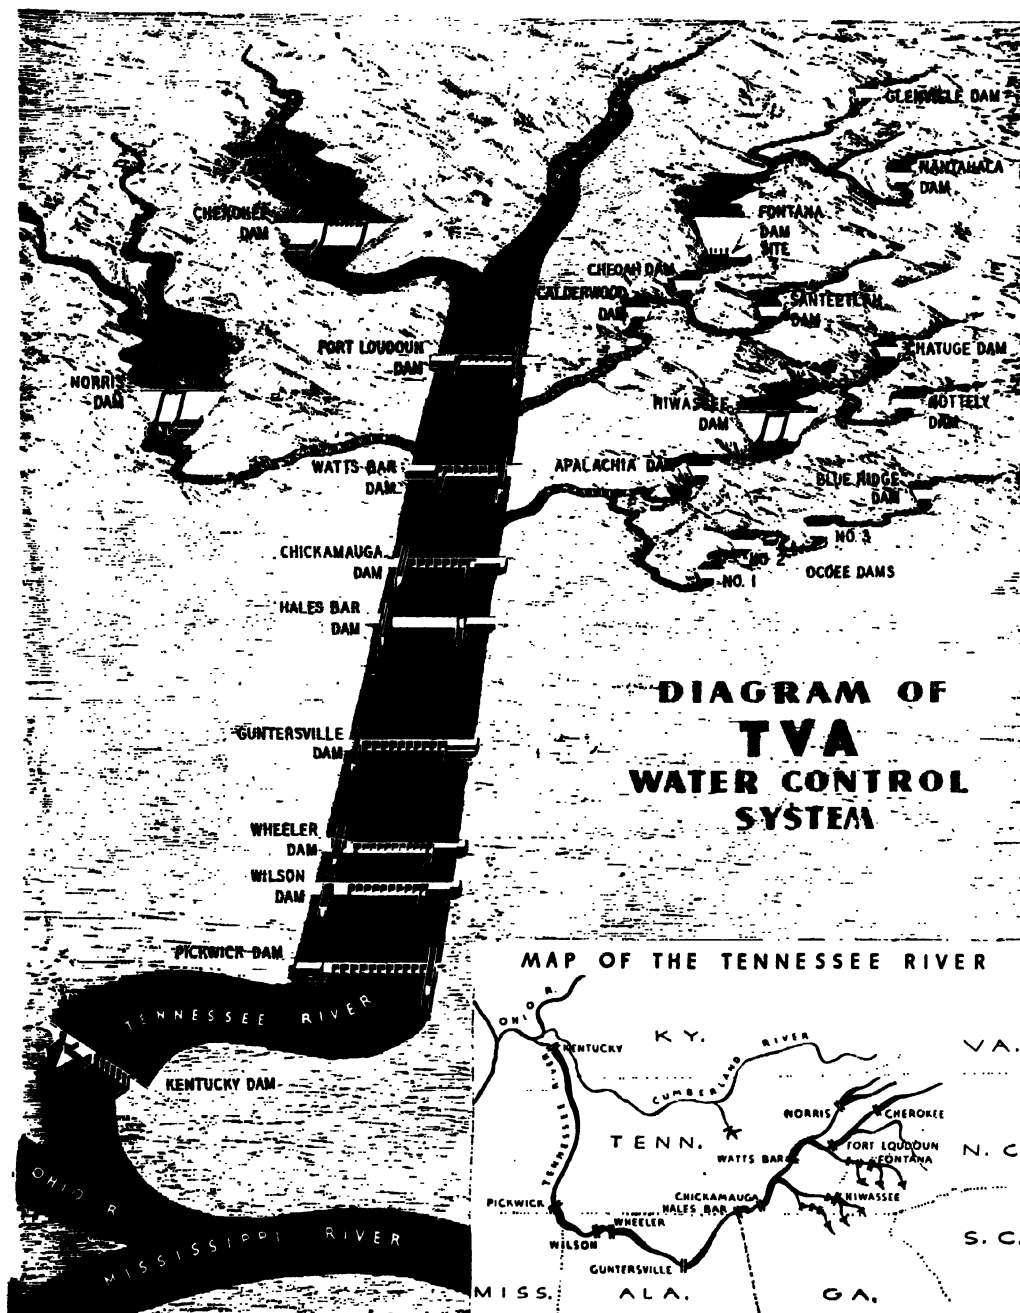 GLENVILLE DAM
NANTAHALA
DAM
CHEROKEE
DAM
FONTANA
DAM
SITE
CHEOAH DAM
CALDERWOOD
DAM
SANTEETLAH
DAM
FORT LOUDOUN
DAM
CHATUGE DAM
NORRIS
DAM
HIWASSEE
DAM
NOTTELY
DAM
WATTS BAR
DAM
APALACHIA DAM
BLUE RIDGE
DAM
CHICKAMAUGA
DAM
NO. 3
NO. 2
NO. 1
OCOEE DAMS
HALES BAR
DAM
DIAGRAM OF
TVA
WATER CONTROL
SYSTEM
GUNTERSVILLE
DAM
WHEELER
DAM
WILSON
DAM
PICKWICK DAM
TENNESSEE RIVER
KENTUCKY DAM
OHIO R
MISSISSIPPI RIVER
MAP OF THE TENNESSEE RIVER
OHIO R.
KENTUCKY
KY.
VA.
CUMBERLAND RIVER
TENNESSEE RIVER
NORRIS
CHEROKEE
TENN.
FORT LOUDOUN
FONTANA
N.C
WATTS BAR
PICKWICK
CHICKAMAUGA
HALES BAR
HIWASSEE
WHEELER
WILSON
S.C.
GUNTERSVILLE
MISS.
ALA.
GA.